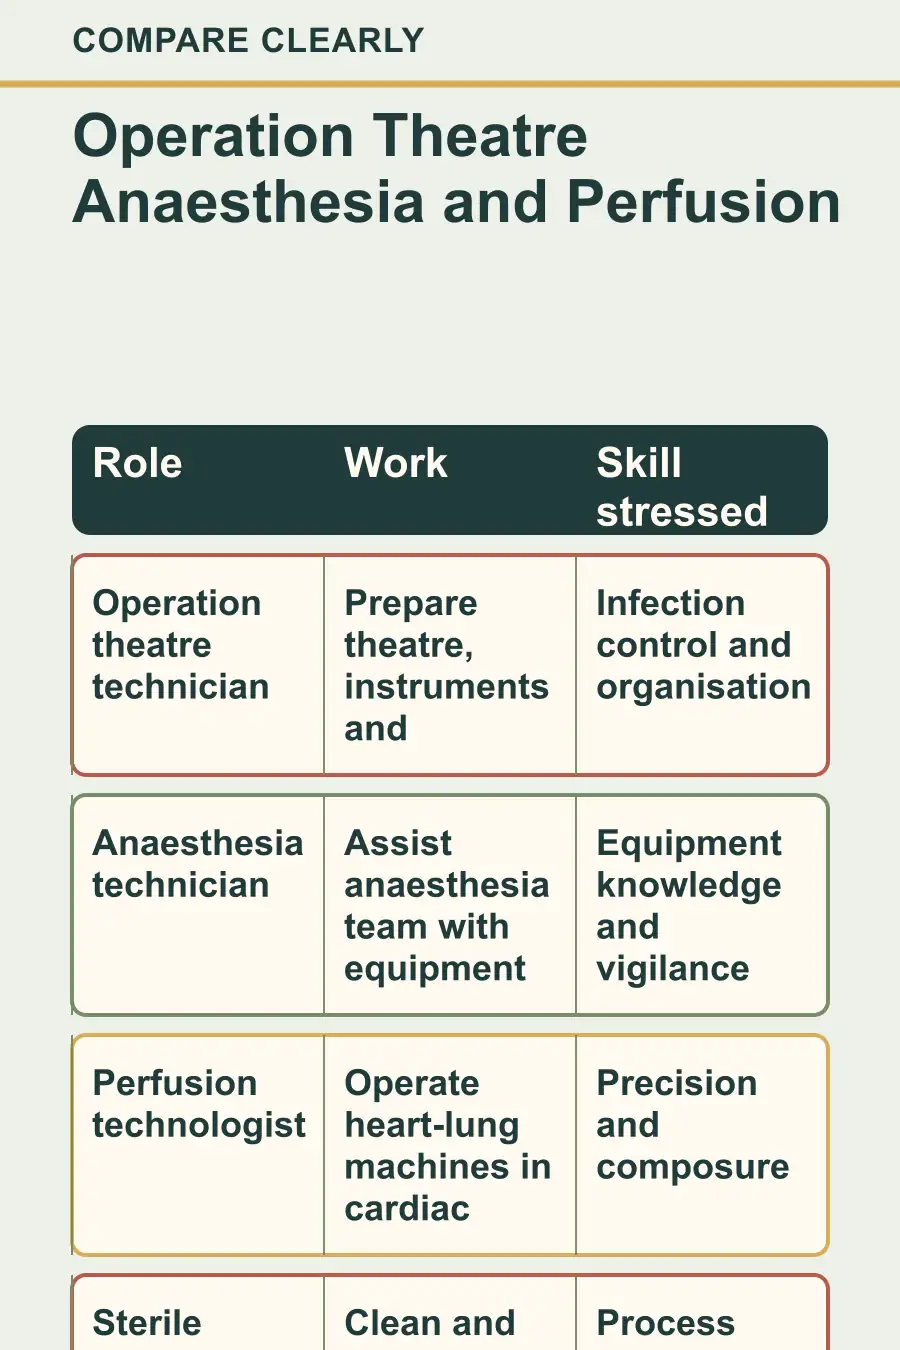 COMPARE CLEARLY
Operation Theatre
Anaesthesia and Perfusion
Role
Work
Skill
stressed
Operation
theatre
technician
Prepare
theatre,
instruments
and
Infection
control and
organisation
Anaesthesia
technician
Assist
anaesthesia
team with
equipment
Equipment
knowledge
and
vigilance
Perfusion
technologist
Operate
heart-lung
machines in
cardiac
Precision
and
composure
Sterile
Clean and
Process